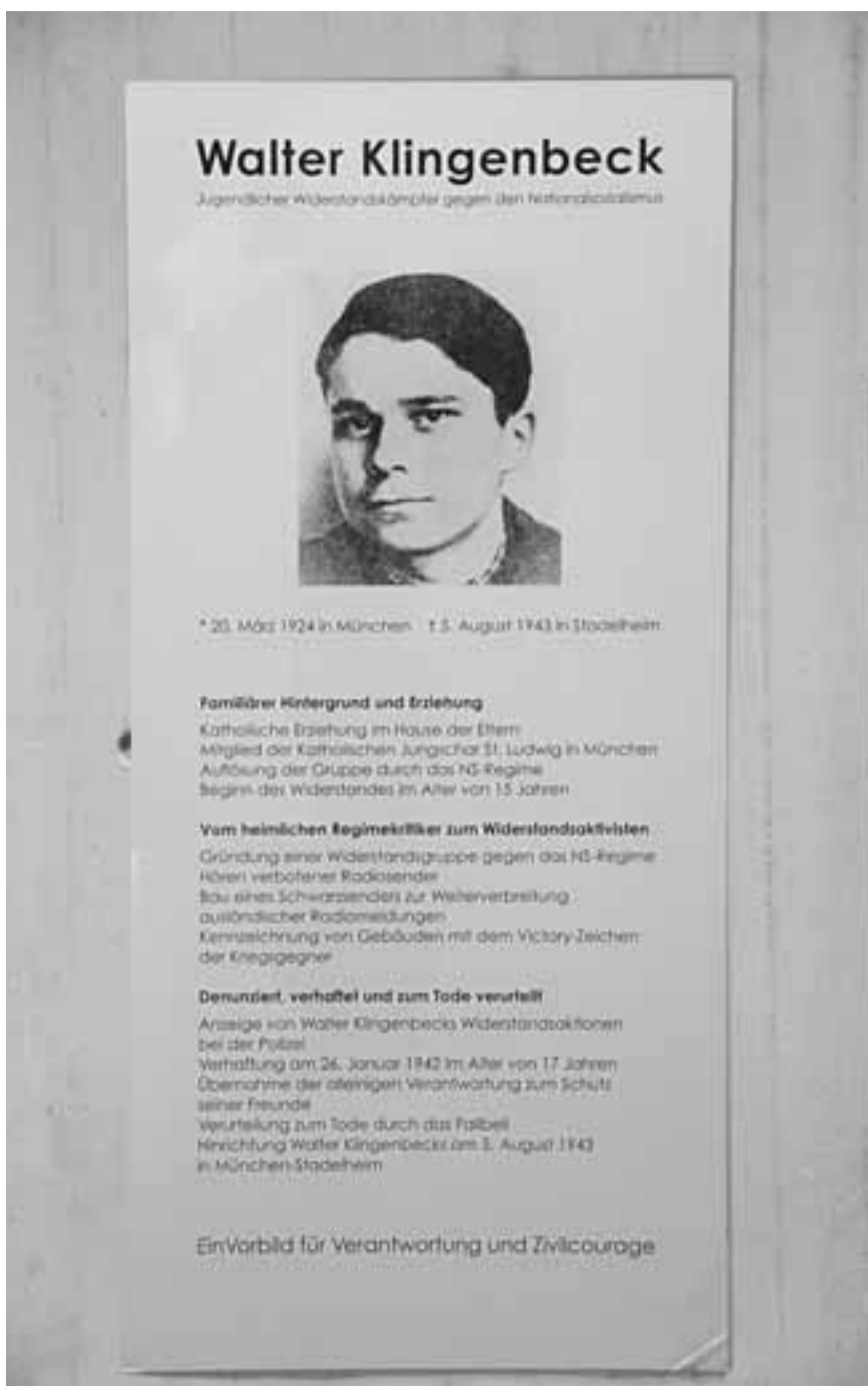 Walter Klingenbeck
Jugendlicher Widerstandskämpfer gegen den Nationalsozialismus
* 20. März 1924 in München † 5. August 1943 in Stadelheim
Familiärer Hintergrund und Erziehung
Katholische Erziehung im Hause der Eltern
Mitglied der Katholischen Jungschar St. Ludwig in München
Auflösung der Gruppe durch das NS-Regime
Beginn des Widerstandes im Alter von 15 Jahren
Vom heimlichen Regimekritiker zum Widerstandsaktivisten
Gründung einer Widerstandsgruppe gegen das NS-Regime
Hören verbotener Radiosender
Bau eines Schwarzsenders zur Weiterverbreitung
ausländischer Radiomeldungen
Kennzeichnung von Gebäuden mit dem Victory-Zeichen
der Kriegsgegner
Denunziert, verhaftet und zum Tode verurteilt
Anzeige von Walter Klingenbecks Widerstandsaktionen
bei der Polizei
Verhaftung am 26. Januar 1942 im Alter von 17 Jahren
Übernahme der alleinigen Verantwortung zum Schutz
seiner Freunde
Verurteilung zum Tode durch das Fallbeil
Hinrichtung Walter Klingenbecks am 5. August 1943
in München-Stadelheim
Ein Vorbild für Verantwortung und Zivilcourage